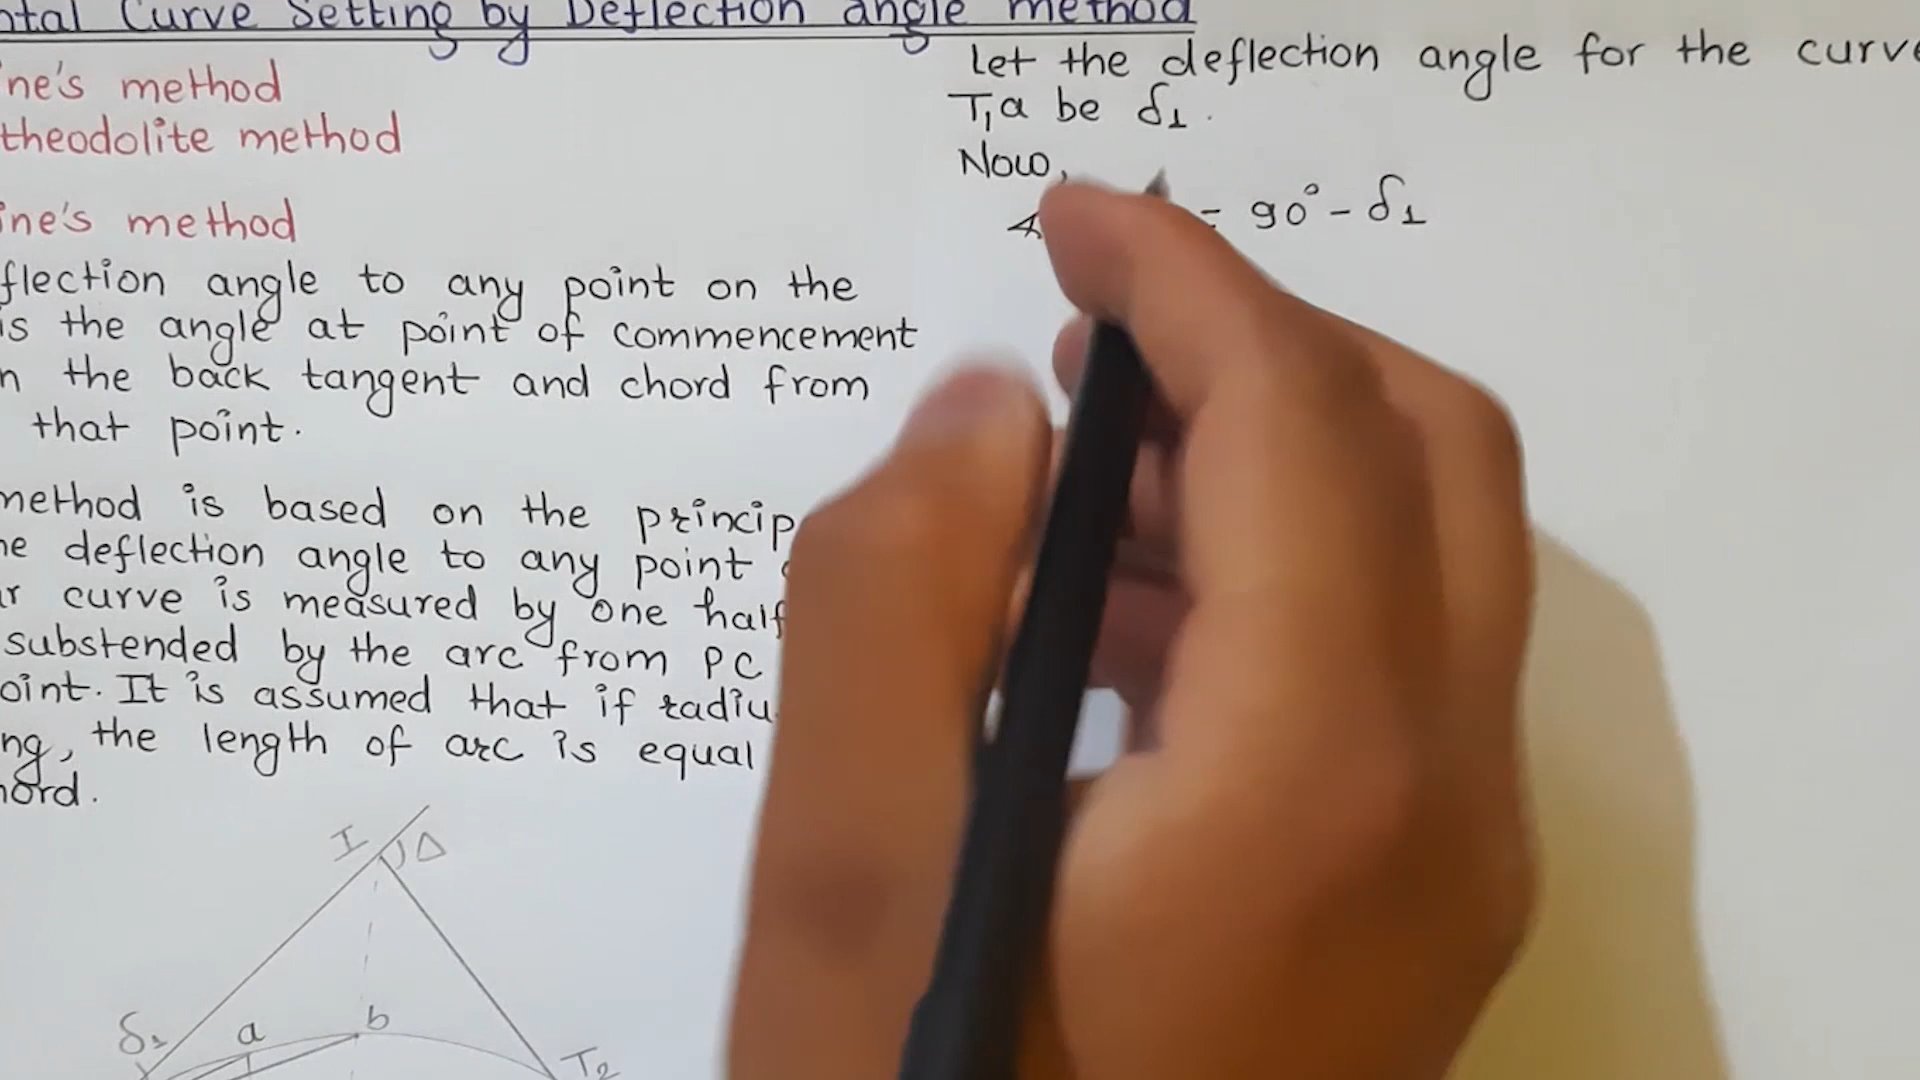 ntal Curve Setting by Deflection angle method
ne's method
theodolite method
ine's method
flection angle to any point on the
is the angle at point of commencement
n the back tangent and chord from
that point.
method is based on the princip
he deflection angle to any point
ar curve is measured by one half
substended by the arc from PC
oint. It is assumed that if radiu
ng, the length of arc is equal
hord.
I Δ
δ1 a b
T2
Let the deflection angle for the curve
T1a be δ1.
Now,
∡ = 90° - δ1